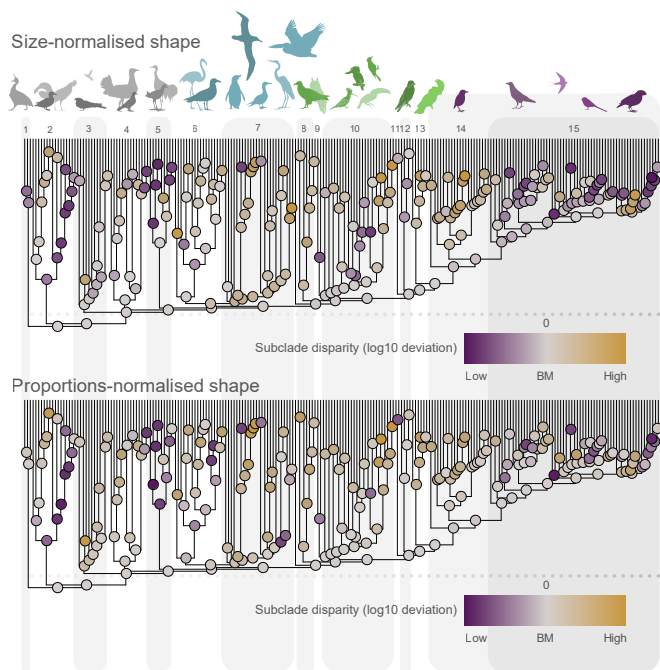 Size-normalised shape
1 2 3 4 5 6 7 8 9 10 11 12 13 14 15
0
Subclade disparity (log10 deviation)
Low BM High
Proportions-normalised shape
0
Subclade disparity (log10 deviation)
Low BM High